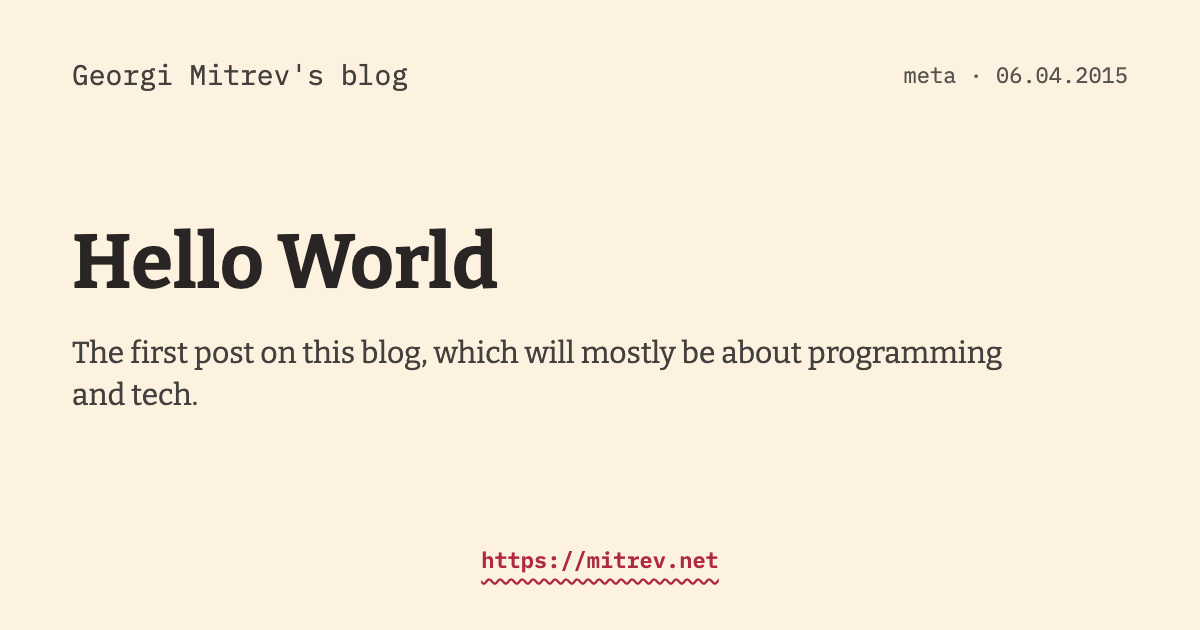 Georgi Mitrev's blog
meta · 06.04.2015
Hello World
The first post on this blog, which will mostly be about programming
and tech.
https://mitrev.net